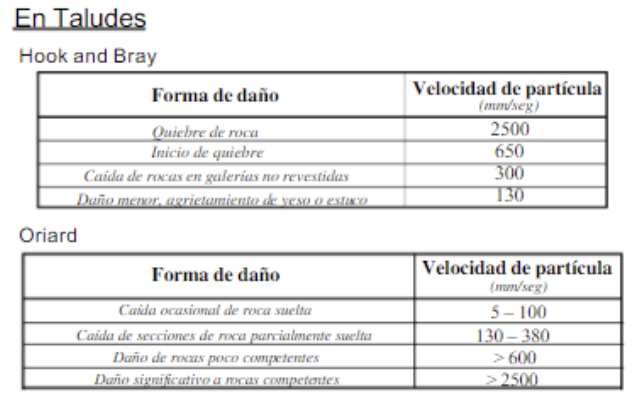 En Taludes
Hook and Bray
Forma de daño Velocidad de partícula
(mm/seg)
Quiebre de roca 2500
Inicio de quiebre 650
Caída de rocas en galerías no revestidas 300
Daño menor, agrietamiento de yeso o estuco 130
Oriard
Forma de daño Velocidad de partícula
(mm/seg)
Caída ocasional de roca suelta 5 – 100
Caída de secciones de roca parcialmente suelta 130 – 380
Daño de rocas poco competentes > 600
Daño significativo a rocas competentes > 2500